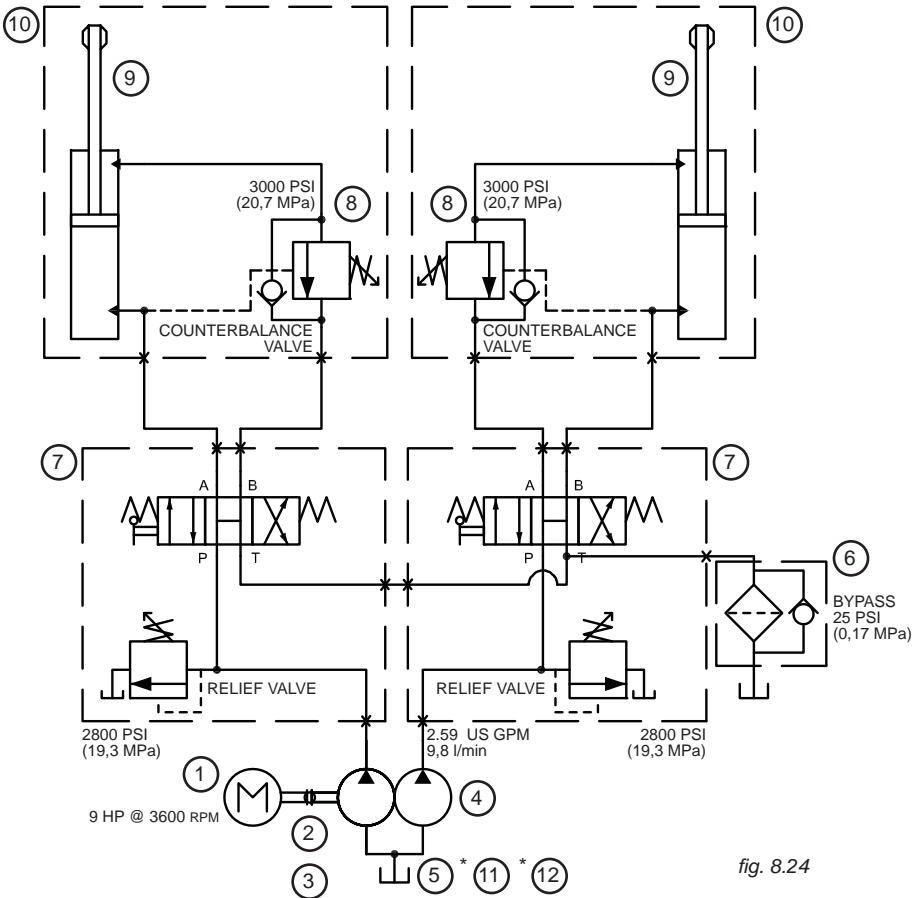 10
10
9
9
3000 PSI
(20,7 MPa)
8
8
3000 PSI
(20,7 MPa)
COUNTERBALANCE
VALVE
COUNTERBALANCE
VALVE
7
7
A B
P T
A B
P T
6
BYPASS
25 PSI
(0,17 MPa)
RELIEF VALVE
RELIEF VALVE
2800 PSI
(19,3 MPa)
2.59 US GPM
9,8 l/min
2800 PSI
(19,3 MPa)
1
M
9 HP @ 3600 RPM
4
2
3
5 * 11 * 12
fig. 8.24